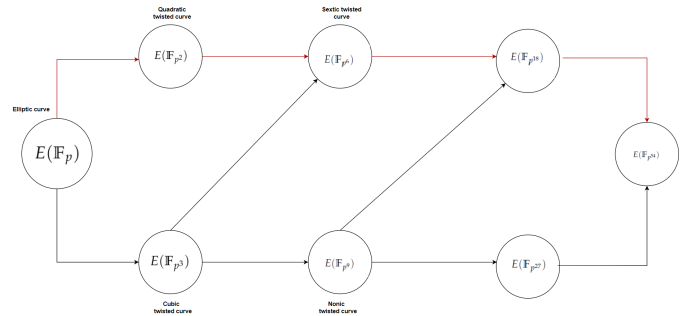 Quadratic
twisted curve
Sextic twisted
curve
E(𝔽_{p^2})
E(𝔽_{p^6})
E(𝔽_{p^{18}})
Elliptic curve
E(𝔽_p)
E(𝔽_{p^{54}})
E(𝔽_{p^3})
E(𝔽_{p^9})
E(𝔽_{p^{27}})
Cubic
twisted curve
Nonic
twisted curve